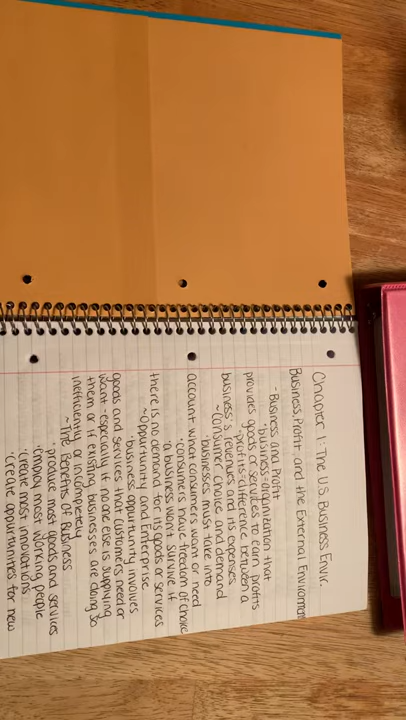 Chapter 1: The U.S. Business Envir.
Business, Profit, and the External Environment
- Business and Profit
• business-organization that
provides goods or services to earn profits
• profits-difference between a
business's revenues and its expenses
~ Consumer choice and demand
• businesses must take into
account what consumers want or need
• consumers have freedom of choice
• a business won't survive if
there is no demand for its goods or services
~ Opportunity and Enterprise
• business oppurtunity involves
goods and services that customers need or
want - especially if no one else is supplying
them or if existing businesses are doing so
inefficiently or incompletely
~ The Benefits of Business
• produce most goods and services
• employ most working people
• create most innovations
• create oppurtunities for new